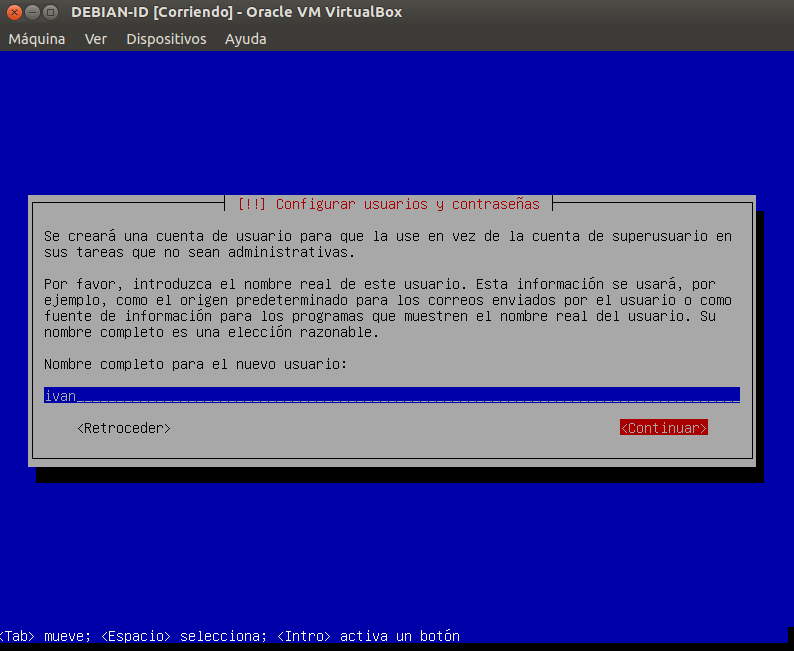 DEBIAN-ID [Corriendo] - Oracle VM VirtualBox
Máquina Ver Dispositivos Ayuda
[!!] Configurar usuarios y contraseñas
Se creará una cuenta de usuario para que la use en vez de la cuenta de superusuario en
sus tareas que no sean administrativas.
Por favor, introduzca el nombre real de este usuario. Esta información se usará, por
ejemplo, como el origen predeterminado para los correos enviados por el usuario o como
fuente de información para los programas que muestren el nombre real del usuario. Su
nombre completo es una elección razonable.
Nombre completo para el nuevo usuario:
ivan
<Retroceder> <Continuar>
<Tab> mueve; <Espacio> selecciona; <Intro> activa un botón